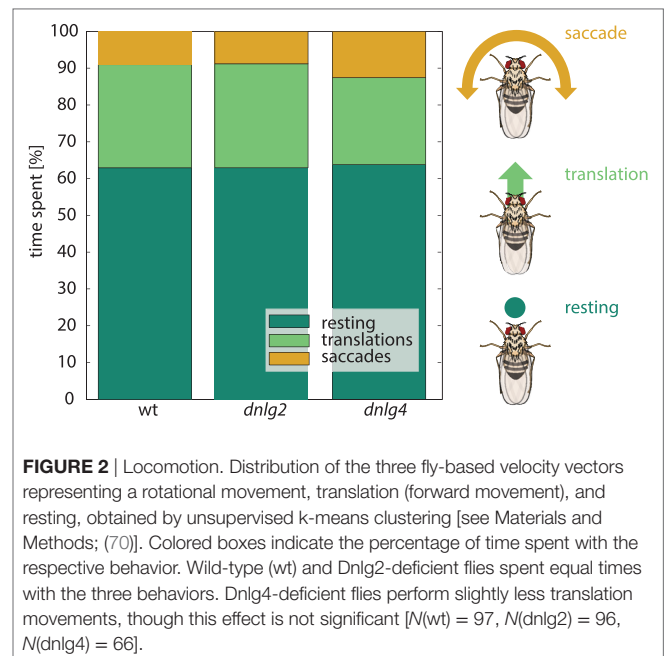 100
90
80
70
60
50
40
30
20
10
0
time spent [%]
wt
dnlg2
dnlg4
resting
translations
saccades
saccade
translation
resting
FIGURE 2 | Locomotion. Distribution of the three fly-based velocity vectors
representing a rotational movement, translation (forward movement), and
resting, obtained by unsupervised k-means clustering [see Materials and
Methods; (70)]. Colored boxes indicate the percentage of time spent with the
respective behavior. Wild-type (wt) and Dnlg2-deficient flies spent equal times
with the three behaviors. Dnlg4-deficient flies perform slightly less translation
movements, though this effect is not significant [N(wt) = 97, N(dnlg2) = 96,
N(dnlg4) = 66].